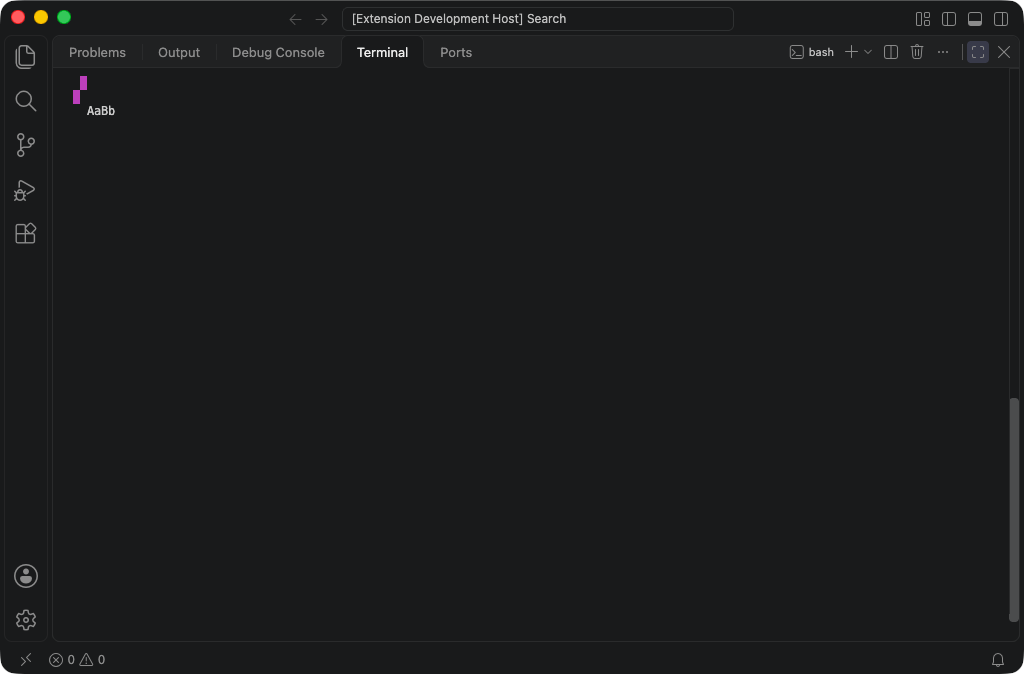 [Extension Development Host] Search
Problems Output Debug Console Terminal Ports bash
AaBb
0 0